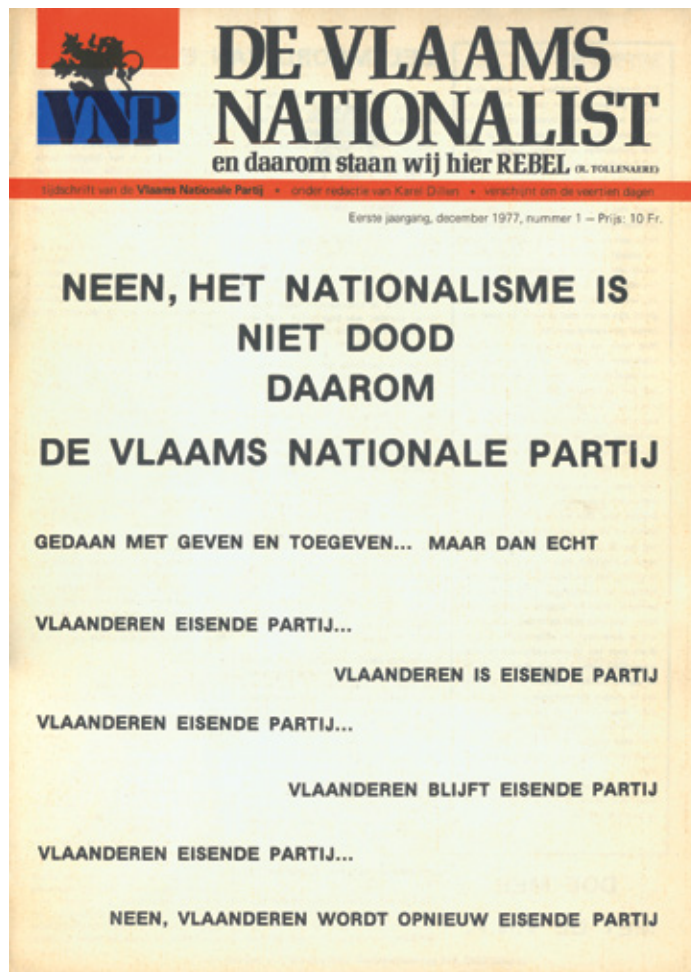 VNP
DE VLAAMS
NATIONALIST
en daarom staan wij hier REBEL (R. TOLLENAERE)
tijdschrift van de Vlaams Nationale Partij • onder redactie van Karel Dillen • verschijnt om de veertien dagen
Eerste jaargang, december 1977, nummer 1 — Prijs: 10 Fr.
NEEN, HET NATIONALISME IS
NIET DOOD
DAAROM
DE VLAAMS NATIONALE PARTIJ
GEDAAN MET GEVEN EN TOEGEVEN... MAAR DAN ECHT
VLAANDEREN EISENDE PARTIJ...
VLAANDEREN IS EISENDE PARTIJ
VLAANDEREN EISENDE PARTIJ...
VLAANDEREN BLIJFT EISENDE PARTIJ
VLAANDEREN EISENDE PARTIJ...
NEEN, VLAANDEREN WORDT OPNIEUW EISENDE PARTIJ